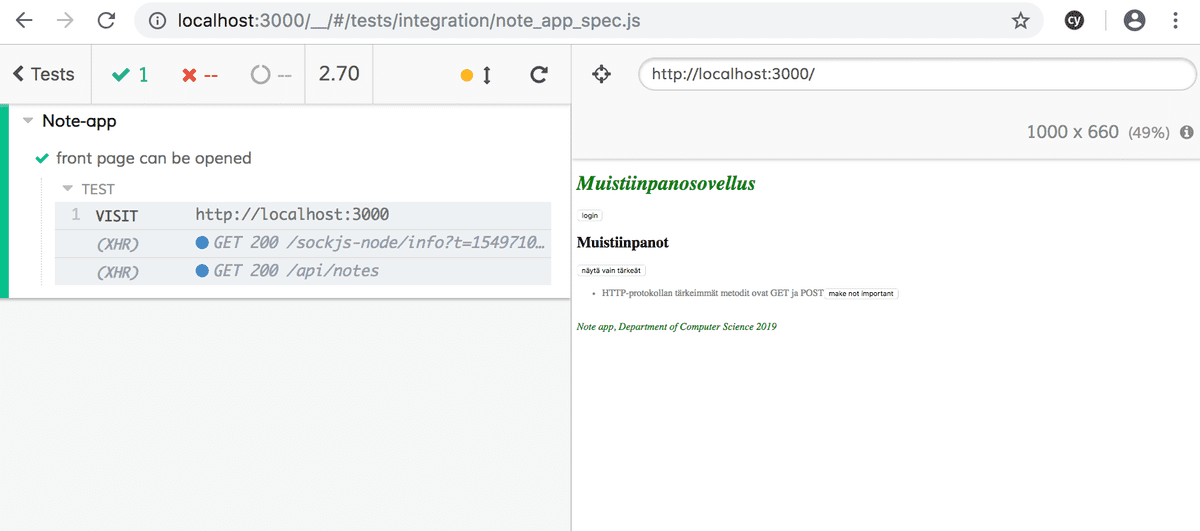 localhost:3000/__/#/tests/integration/note_app_spec.js
cy
Tests
1
--
--
2.70
http://localhost:3000/
1000 x 660 (49%)
Note-app
front page can be opened
TEST
1 VISIT http://localhost:3000
(XHR) GET 200 /sockjs-node/info?t=1549710…
(XHR) GET 200 /api/notes
Muistiinpanosovellus
login
Muistiinpanot
näytä vain tärkeät
HTTP-protokollan tärkeimmät metodit ovat GET ja POST make not important
Note app, Department of Computer Science 2019